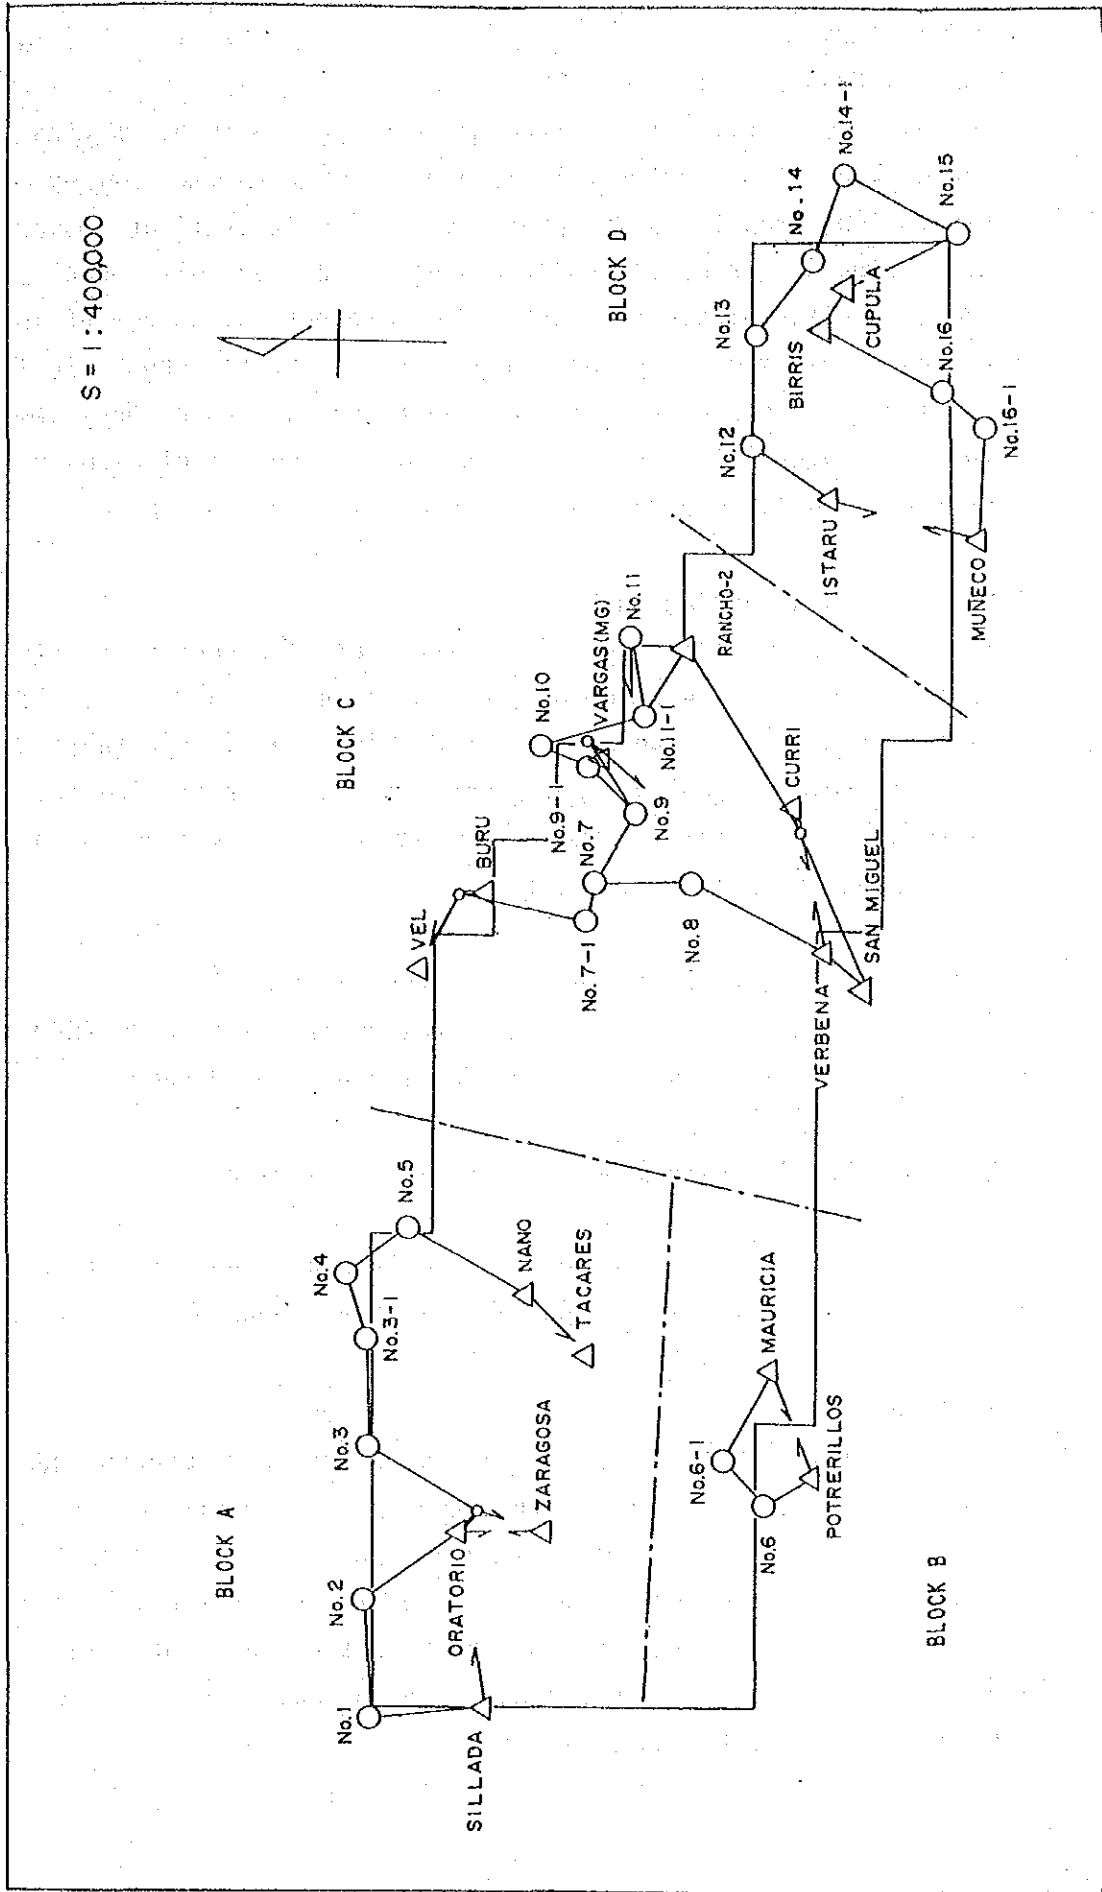 S = 1 : 400,000
BLOCK A
No.1
No.2
No.3
No.3-1
No.4
No.5
SILLADA
ORATORIO
ZARAGOSA
NANO
TACARES
BLOCK B
No.6
No.6-1
MAURICIA
POTRERILLOS
BLOCK C
VEL
BURU
No.7-1
No.7
No.8
No.9
No.9-1
No.10
VARGAS(MG)
No.11
No.11-1
RANCHO-2
CURRI
VERBENA
SAN MIGUEL
BLOCK D
No.12
No.13
No.14
No.14-1
No.15
No.16
No.16-1
ISTARU
BIRRIS
CUPULA
MUÑECO